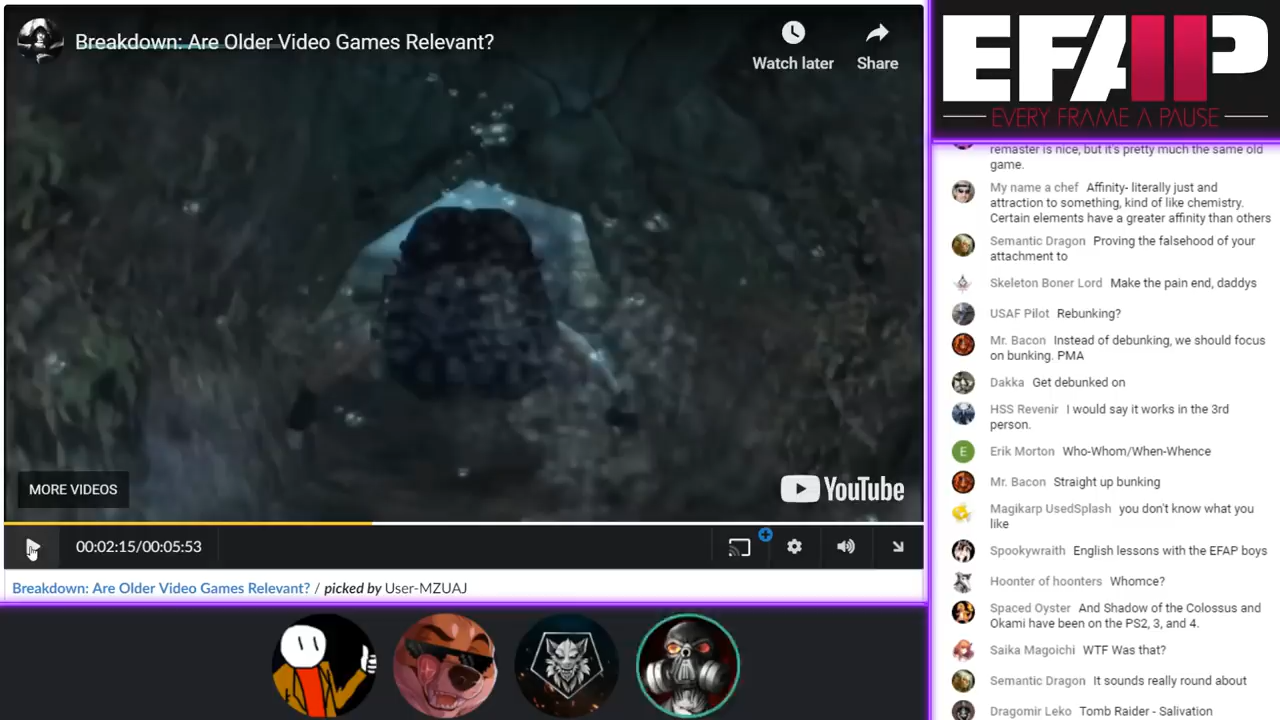 Breakdown: Are Older Video Games Relevant?
Watch later
Share
MORE VIDEOS
YouTube
00:02:15/00:05:53
Breakdown: Are Older Video Games Relevant? / picked by User-MZUAJ
EFAP
EVERY FRAME A PAUSE
remaster is nice, but it's pretty much the same old
game.
My name a chef Affinity- literally just and
attraction to something, kind of like chemistry.
Certain elements have a greater affinity than others
Semantic Dragon Proving the falsehood of your
attachment to
Skeleton Boner Lord Make the pain end, daddys
USAF Pilot Rebunking?
Mr. Bacon Instead of debunking, we should focus
on bunking. PMA
Dakka Get debunked on
HSS Revenir I would say it works in the 3rd
person.
E
Erik Morton Who-Whom/When-Whence
Mr. Bacon Straight up bunking
Magikarp UsedSplash you don't know what you
like
Spookywraith English lessons with the EFAP boys
Hoonter of hoonters Whomce?
Spaced Oyster And Shadow of the Colossus and
Okami have been on the PS2, 3, and 4.
Saika Magoichi WTF Was that?
Semantic Dragon It sounds really round about
Dragomir Leko Tomb Raider - Salivation